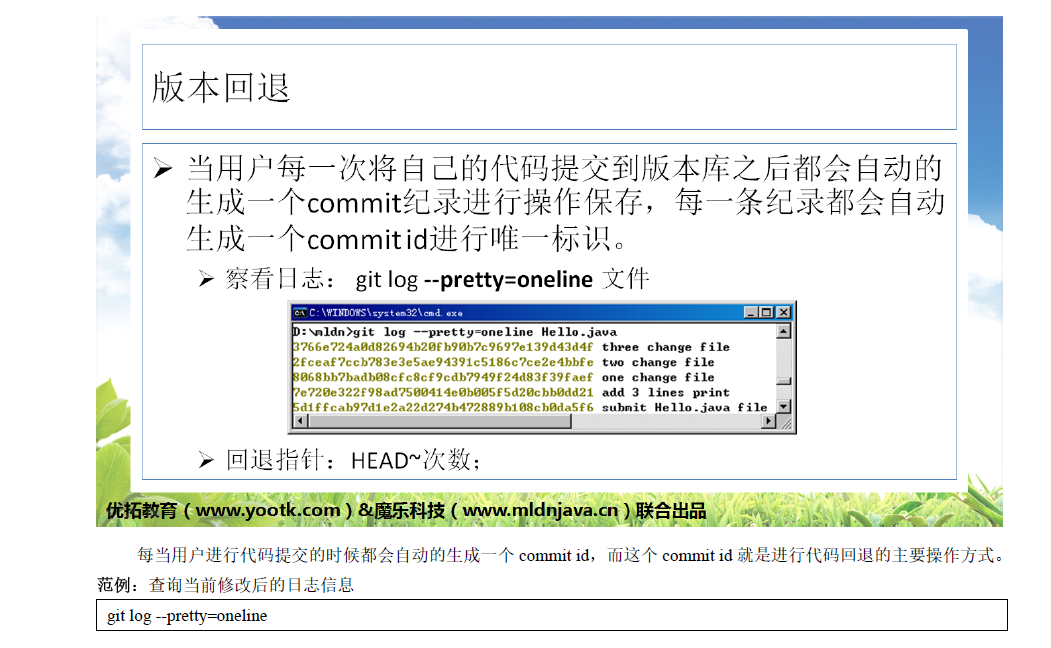 版本回退
➢ 当用户每一次将自己的代码提交到版本库之后都会自动的
生成一个commit纪录进行操作保存，每一条纪录都会自动
生成一个commit id进行唯一标识。
➢ 察看日志： git log --pretty=oneline 文件
C:\WINDOWS\system32\cmd.exe
D:\mldn>git log --pretty=oneline Hello.java
3766e724a0d82694b20fb90b7c9697e139d43d4f three change file
2fceaf7ccb783e3e5ae94391c5186c7ce2e4bbfe two change file
8068bb7badb08cfc8cf9cdb7949f24d83f39faef one change file
7e720e322f98ad7500414e0b005f5d20cbb0dd21 add 3 lines print
5d1ffcab97d1e2a22d274b472889b108cb0da5f6 submit Hello.java file
➢ 回退指针：HEAD~次数；
优拓教育（www.yootk.com）&魔乐科技（www.mldnjava.cn）联合出品
每当用户进行代码提交的时候都会自动的生成一个 commit id，而这个 commit id 就是进行代码回退的主要操作方式。
范例：查询当前修改后的日志信息
git log --pretty=oneline